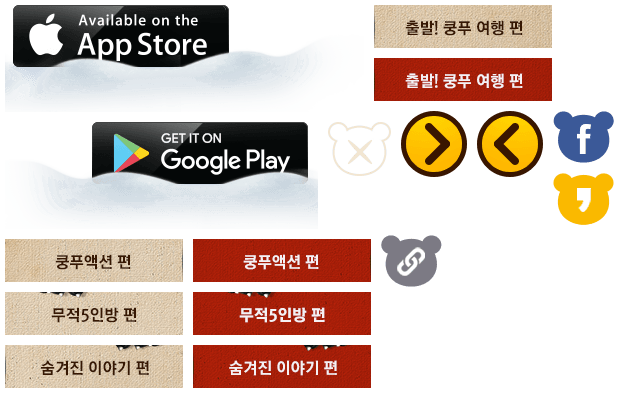 Available on the
App Store
출발! 쿵푸 여행 편
출발! 쿵푸 여행 편
GET IT ON
Google Play
쿵푸액션 편
쿵푸액션 편
무적5인방 편
무적5인방 편
숨겨진 이야기 편
숨겨진 이야기 편